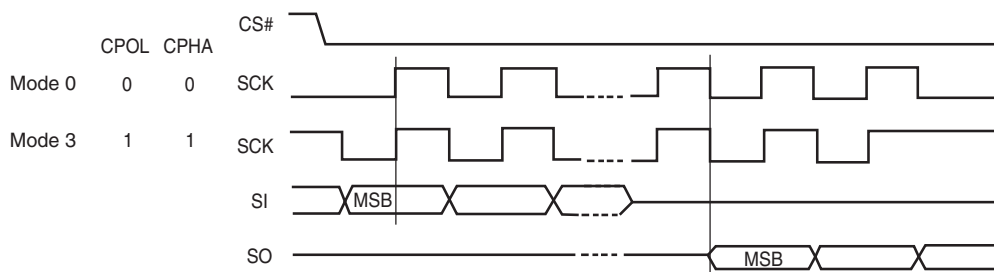 CS#
CPOL CPHA
Mode 0 0 0 SCK
Mode 3 1 1 SCK
SI MSB
SO MSB